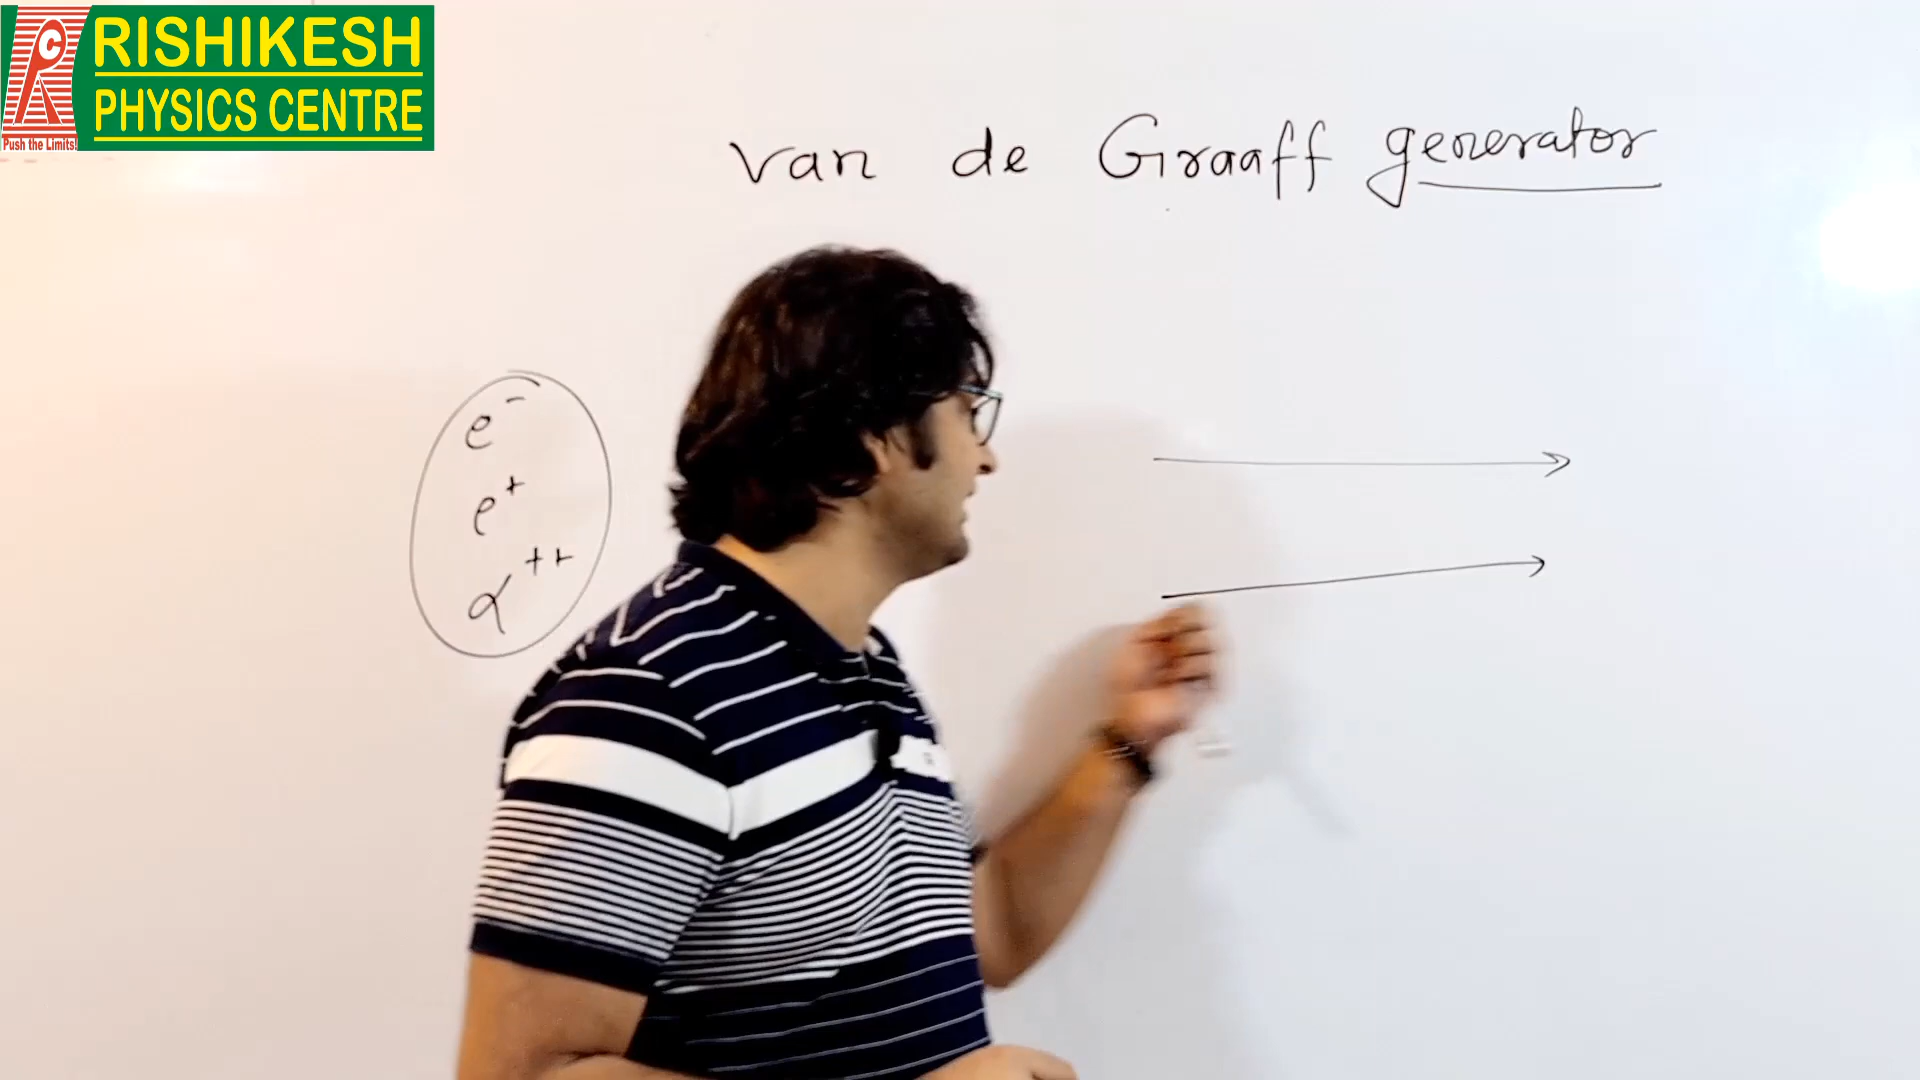 RISHIKESH
PHYSICS CENTRE
Push the Limits!
van de Graaff generator
e⁻
e⁺
α⁺⁺